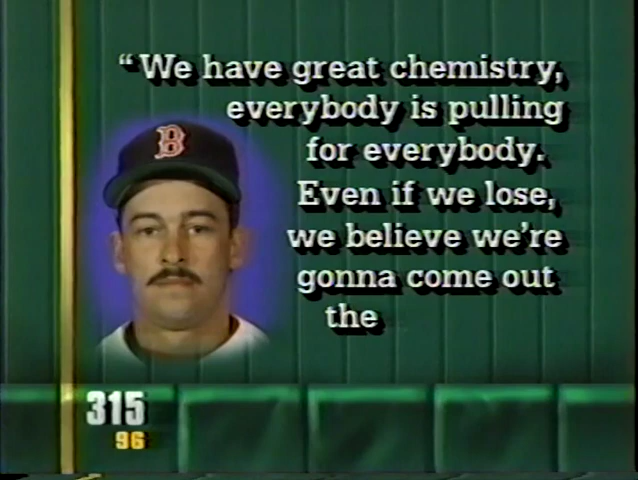 “We have great chemistry,
everybody is pulling
for everybody.
Even if we lose,
we believe we’re
gonna come out
the
B
315
96